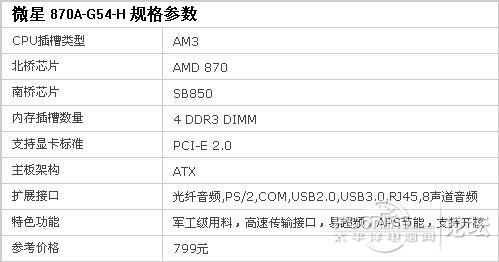 微星 870A-G54-H 规格参数
CPU插槽类型 AM3
北桥芯片 AMD 870
南桥芯片 SB850
内存插槽数量 4 DDR3 DIMM
支持显卡标准 PCI-E 2.0
主板架构 ATX
扩展接口 光纤音频,PS/2,COM,USB2.0,USB3.0,RJ45,8声道音频
特色功能 军工级用料，高速传输接口，易超频，APS节能，支持开核
太平洋电脑网 论坛
参考价格 799元